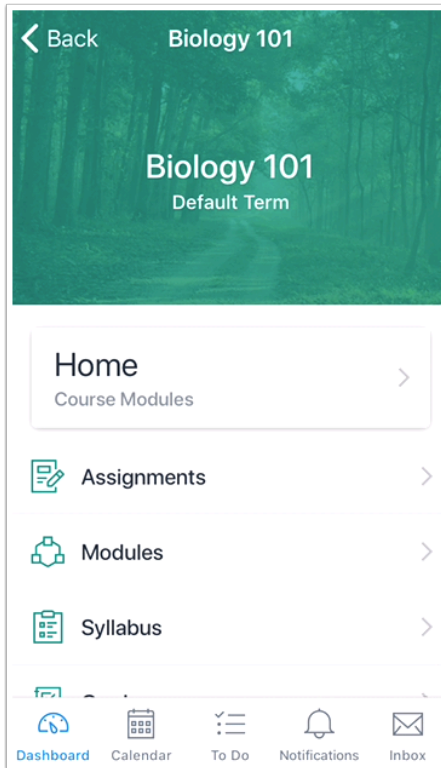 Back
Biology 101
Biology 101
Default Term
Home
Course Modules
Assignments
Modules
Syllabus
Dashboard
Calendar
To Do
Notifications
Inbox